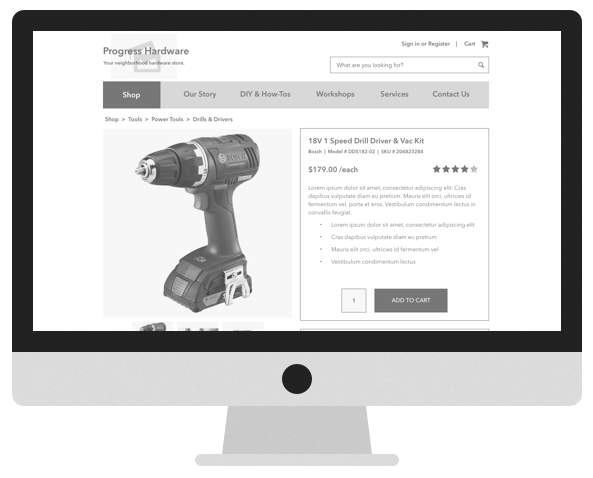 Progress Hardware
Your neighborhood hardware store.
Sign in or Register | Cart
What are you looking for?
Shop Our Story DIY & How-Tos Workshops Services Contact Us
Shop > Tools > Power Tools > Drills & Drivers
BOSCH
18V 1 Speed Drill Driver & Vac Kit
Bosch | Model # DDS182-02 | SKU # 204823284
$179.00 /each
Lorem ipsum dolor sit amet, consectetur adipiscing elit. Cras
dapibus vulputate diam eu pretium. Mauris elit orci, ultricies id
fermentum vel, porta et eros. Vestibulum condimentum lectus in
convallis feugiat.
• Lorem ipsum dolor sit amet, consectetur adipiscing elit
• Cras dapibus vulputate diam eu pretium
• Mauris elit orci, ultricies id fermentum vel
• Vestibulum condimentum lectus
1 ADD TO CART